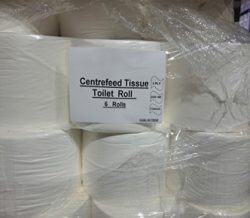 Centrefeed Tissue
Toilet Roll
6 Rolls